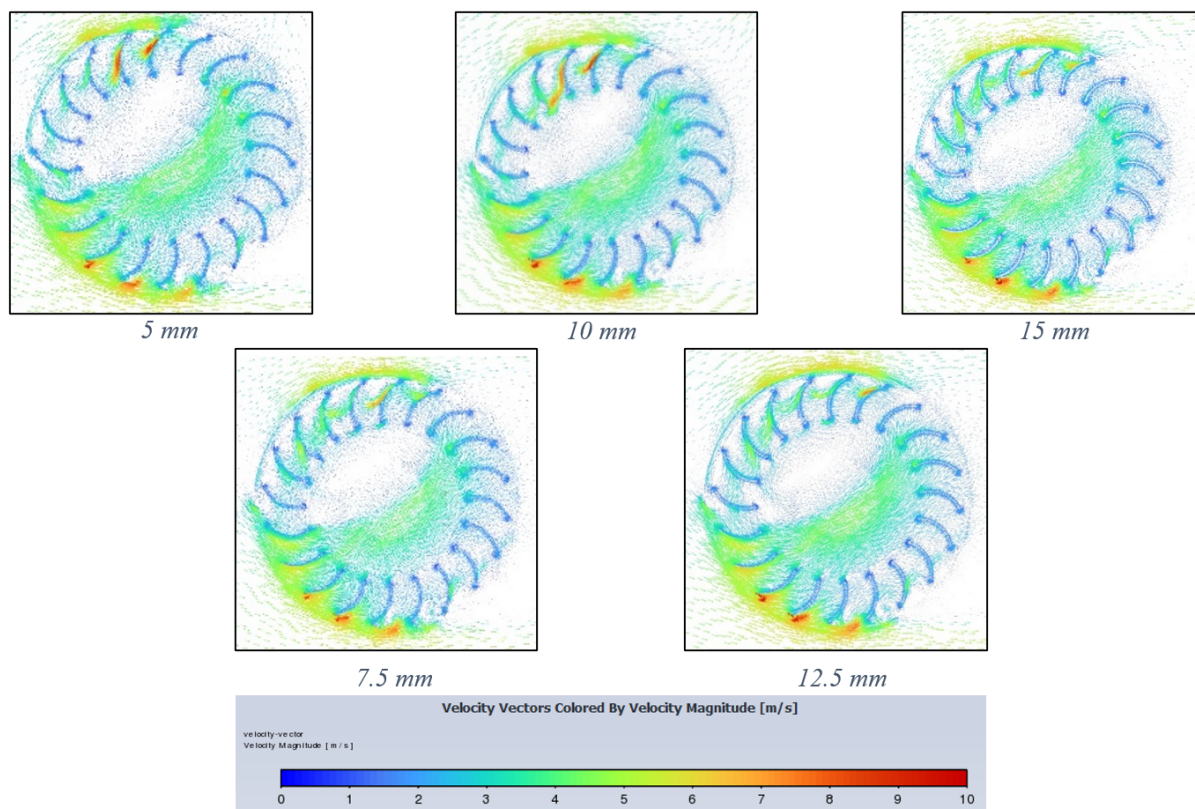 5 mm
10 mm
15 mm
7.5 mm
12.5 mm
Velocity Vectors Colored By Velocity Magnitude [m/s]
velocity-vector
Velocity Magnitude [ m / s ]
0 1 2 3 4 5 6 7 8 9 10